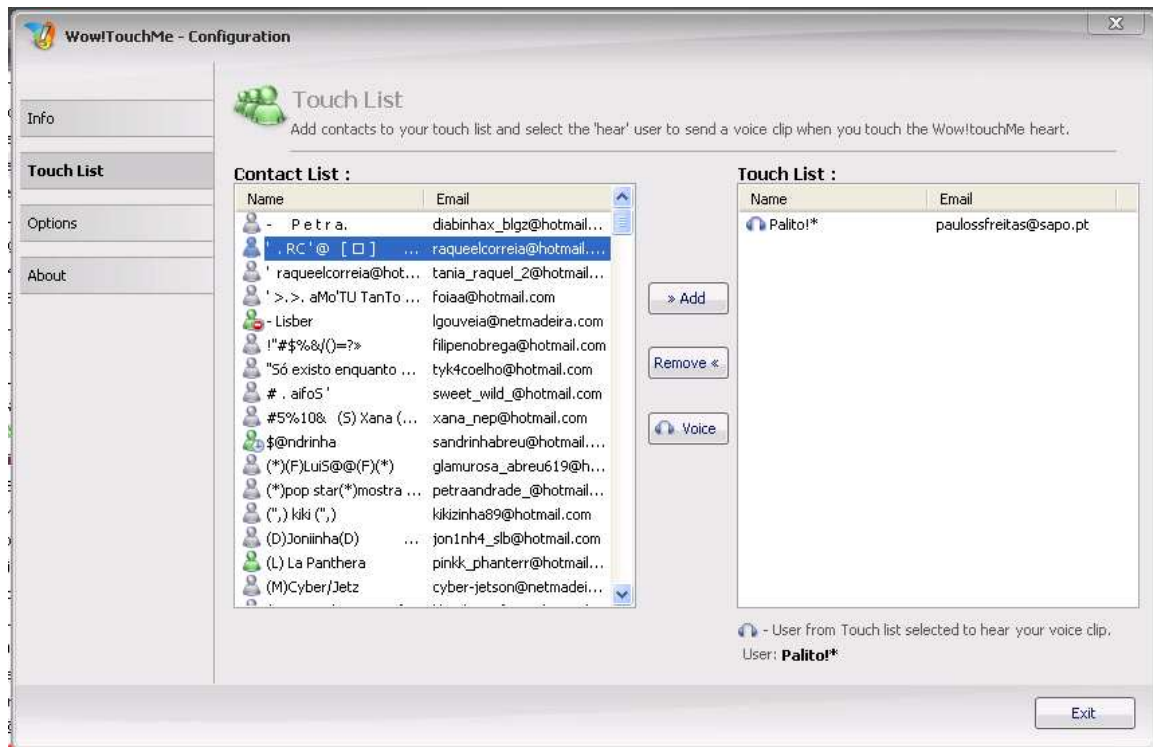 Wow!TouchMe - Configuration
Info
Touch List
Options
About
Touch List
Add contacts to your touch list and select the 'hear' user to send a voice clip when you touch the Wow!touchMe heart.
Contact List :
Name Email
- Petra. diabinhax_blgz@hotmail...
' . RC ' @ [ □ ] ... raqueelcorreia@hotmail....
' raqueelcorreia@hot... tania_raquel_2@hotmail...
' >.>. aMo'TU TanTo ... foiaa@hotmail.com
- Lisber lgouveia@netmadeira.com
!"#$%&/()=?» filipenobrega@hotmail.com
"Só existo enquanto ... tyk4coelho@hotmail.com
# . aifoS ' sweet_wild_@hotmail.com
#5%10& (S) Xana (... xana_nep@hotmail.com
$@ndrinha sandrinhabreu@hotmail....
(*)(F)LuiS@@(F)(*) glamurosa_abreu619@h...
(*)pop star(*)mostra ... petraandrade_@hotmail...
(",) kiki (",) kikizinha89@hotmail.com
(D)Joniinha(D) ... jon1nh4_slb@hotmail.com
(L) La Panthera pinkk_phanterr@hotmail...
(M)Cyber/Jetz cyber-jetson@netmadei...
» Add
Remove «
Voice
Touch List :
Name Email
Palito!* paulossfreitas@sapo.pt
- User from Touch list selected to hear your voice clip.
User: Palito!*
Exit